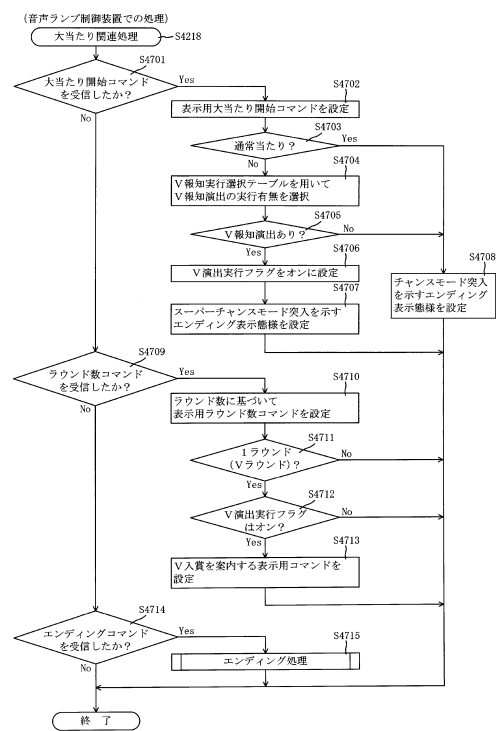 (音声ランプ制御装置での処理)
大当たり関連処理
S4218
S4701
大当たり開始コマンド
を受信したか?
Yes
No
S4702
表示用大当たり開始コマンドを設定
S4703
通常当たり?
Yes
No
S4704
V報知実行選択テーブルを用いて
V報知演出の実行有無を選択
S4705
V報知演出あり?
No
Yes
S4706
V演出実行フラグをオンに設定
S4707
スーパーチャンスモード突入を示す
エンディング表示態様を設定
S4708
チャンスモード突入
を示すエンディング
表示態様を設定
S4709
ラウンド数コマンド
を受信したか?
Yes
No
S4710
ラウンド数に基づいて
表示用ラウンド数コマンドを設定
S4711
1ラウンド
(Vラウンド)?
No
Yes
S4712
V演出実行フラグ
はオン?
No
Yes
S4713
V入賞を案内する表示用コマンドを
設定
S4714
エンディングコマンド
を受信したか?
Yes
No
S4715
エンディング処理
終 了